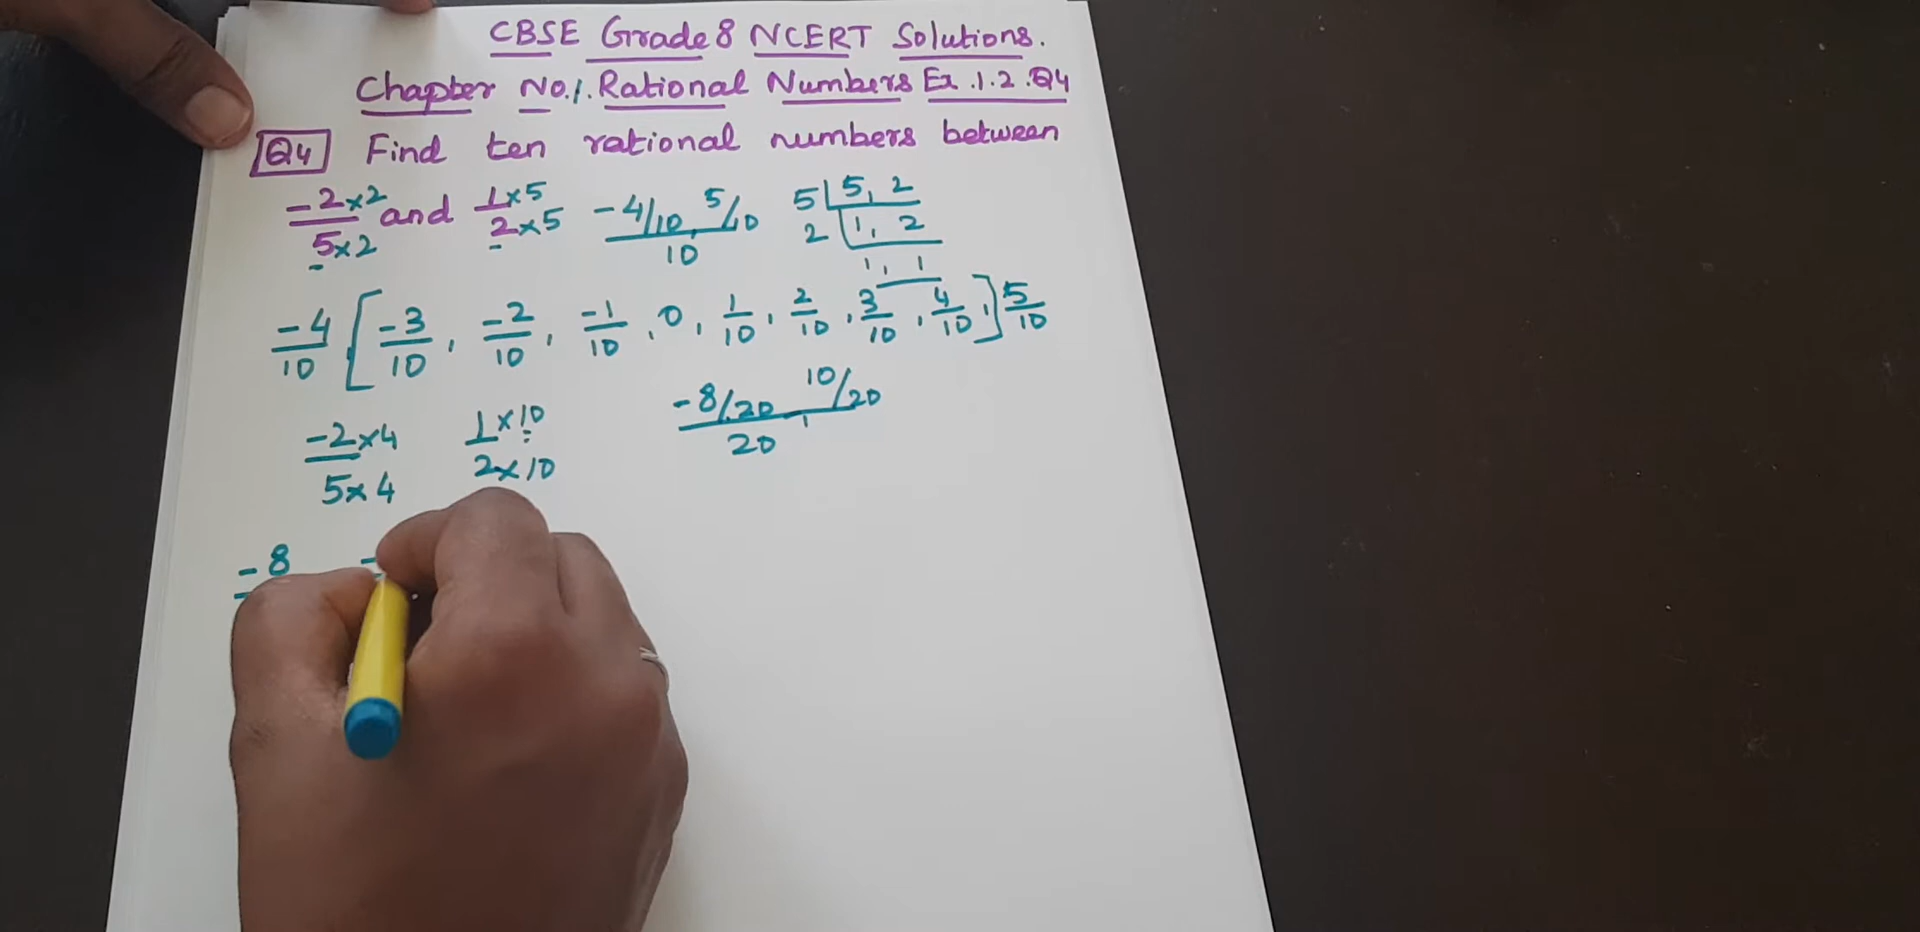 CBSE Grade 8 NCERT Solutions.
Chapter No.1. Rational Numbers Ex.1.2.Q4
Q4 Find ten rational numbers between
-2×2/5×2 and 1×5/2×5 -4/10, 5/10 / 10 5 | 5, 2
2 | 1, 2
1, 1
-4/10, [-3/10, -2/10, -1/10, 0, 1/10, 2/10, 3/10, 4/10,] 5/10
-2×4/5×4 1×10/2×10 -8/20, 10/20 / 20
-8 -